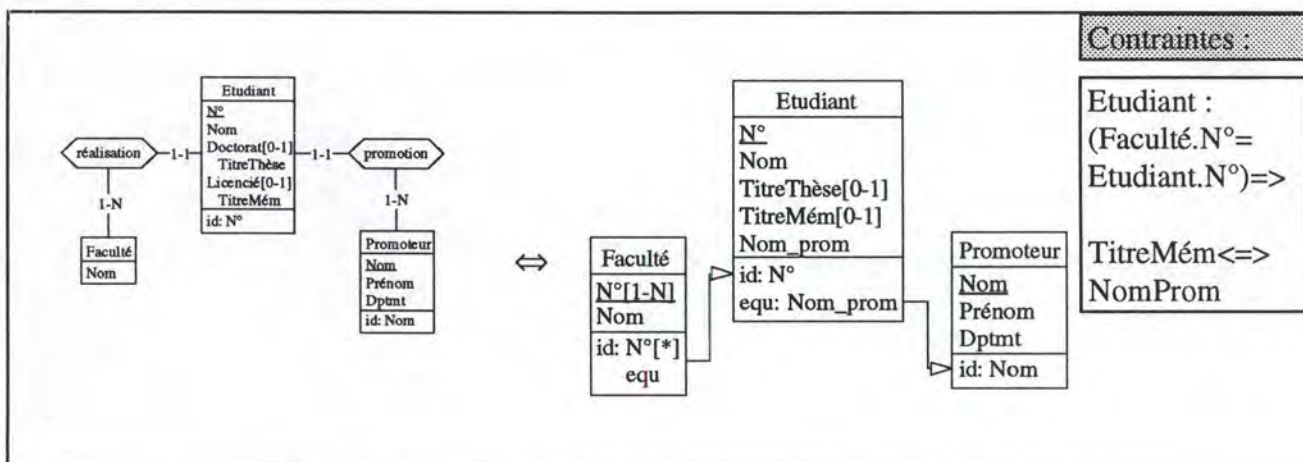 Etudiant
N°
Nom
Doctorat[0-1]
TitreThèse
Licencié[0-1]
TitreMém
id: N°
réalisation
1-1
1-1
promotion
1-N
1-N
Faculté
Nom
Promoteur
Nom
Prénom
Dptmt
id: Nom
⇔
Faculté
N°[1-N]
Nom
id: N°[*]
equ
Etudiant
N°
Nom
TitreThèse[0-1]
TitreMém[0-1]
Nom_prom
id: N°
equ: Nom_prom
Promoteur
Nom
Prénom
Dptmt
id: Nom
Contraintes :
Etudiant :
(Faculté.N°=
Etudiant.N°)=>
TitreMém<=>
NomProm